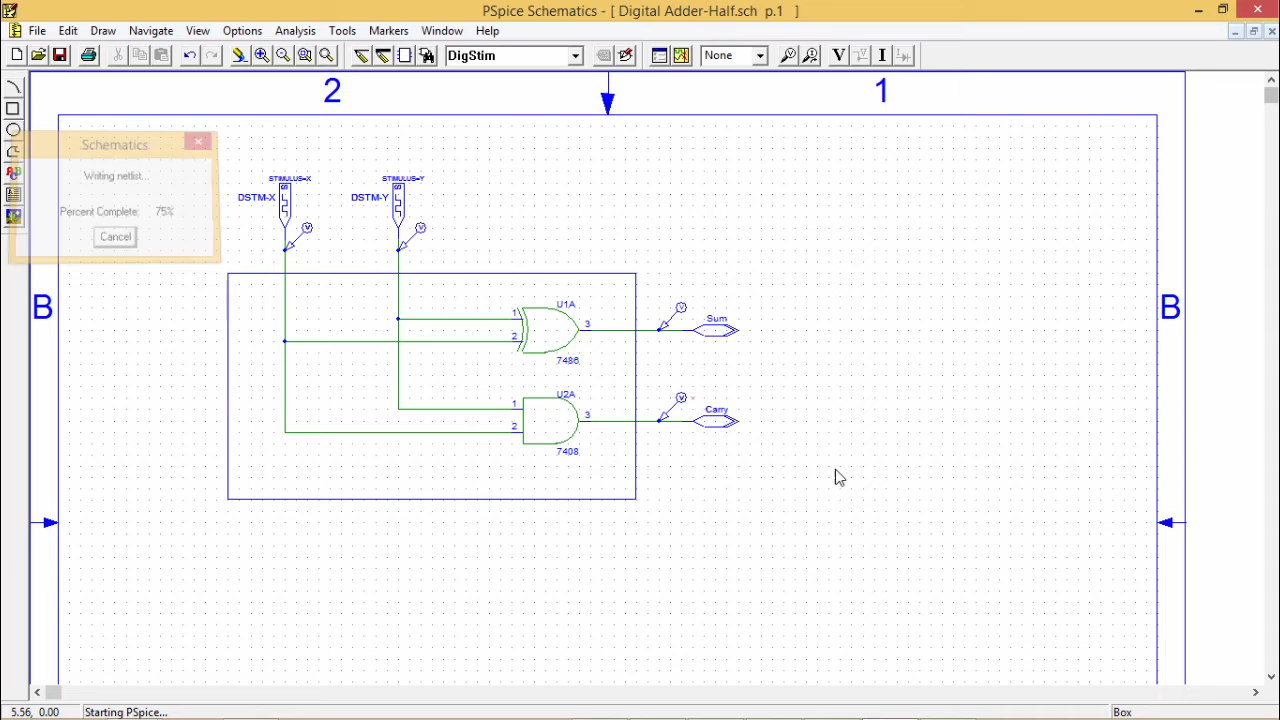 PSpice Schematics - [ Digital Adder-Half.sch p.1 ]
File Edit Draw Navigate View Options Analysis Tools Markers Window Help
DigStim None V I
2 1
Schematics
Writing netlist...
Percent Complete: 75%
Cancel
STIMULUS=X STIMULUS=Y
DSTM-X S DSTM-Y S
V V
B B
U1A V
1 3 Sum
2
7486
U2A V
1 3 Carry
2
7408
5.56, 0.00 Starting PSpice... Box